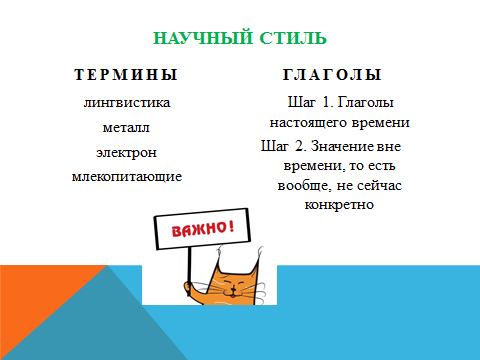 НАУЧНЫЙ СТИЛЬ
ТЕРМИНЫ
лингвистика
металл
электрон
млекопитающие
ГЛАГОЛЫ
Шаг 1. Глаголы
настоящего времени
Шаг 2. Значение вне
времени, то есть
вообще, не сейчас
конкретно
ВАЖНО!